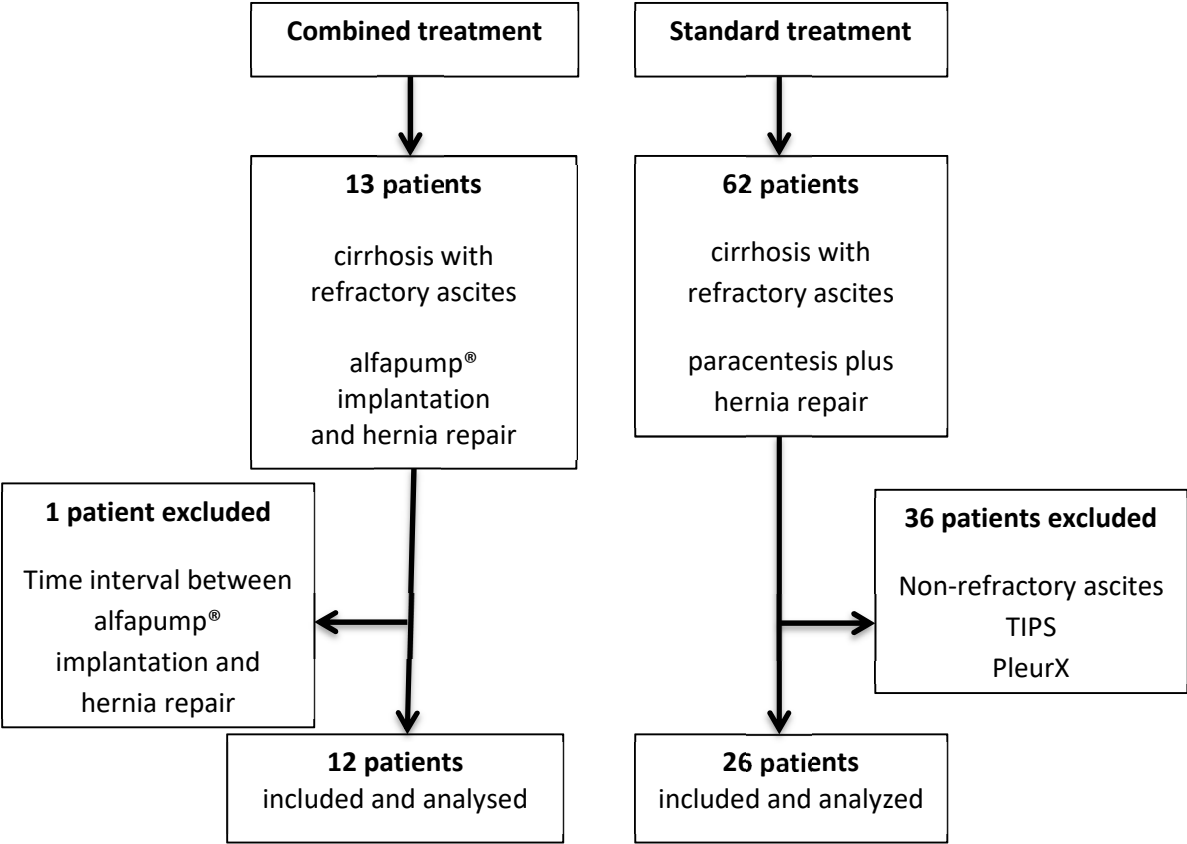 Combined treatment
Standard treatment
13 patients
cirrhosis with
refractory ascites
alfapump®
implantation
and hernia repair
62 patients
cirrhosis with
refractory ascites
paracentesis plus
hernia repair
1 patient excluded
Time interval between
alfapump®
implantation and
hernia repair
36 patients excluded
Non-refractory ascites
TIPS
PleurX
12 patients
included and analysed
26 patients
included and analyzed